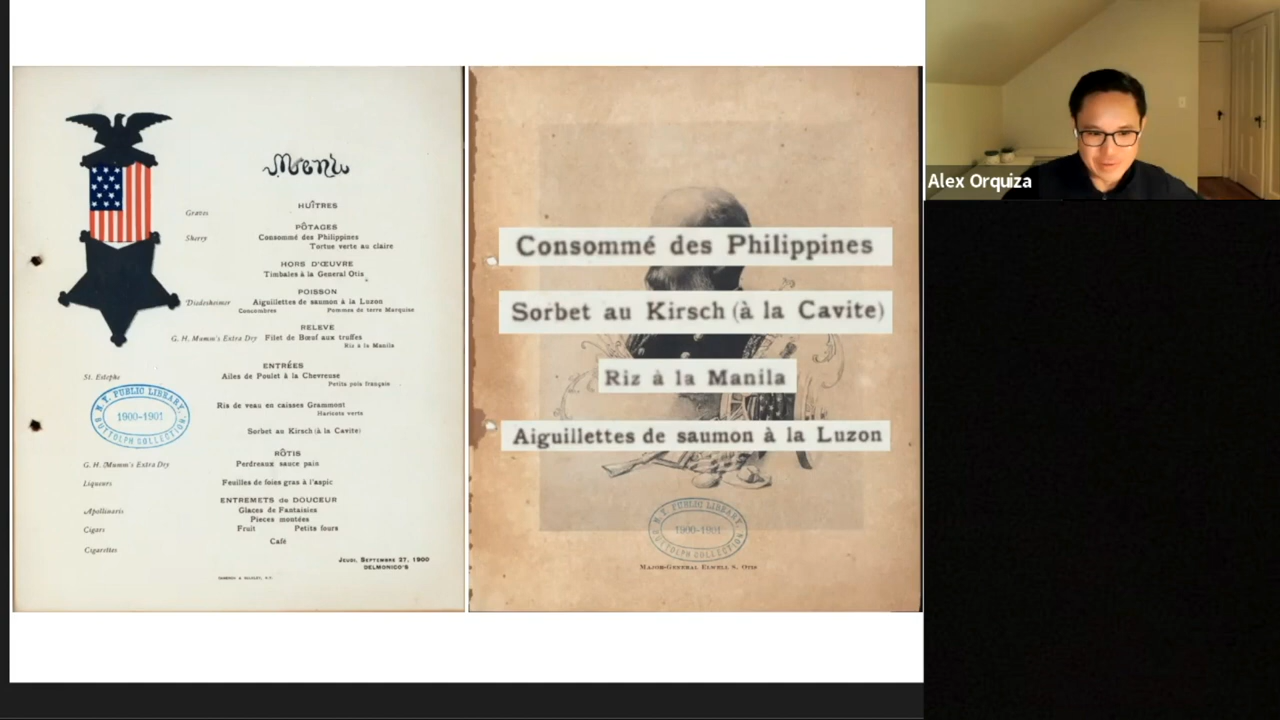 Menu
HUÎTRES
Graves
PÔTAGES
Sherry
Consommé des Philippines
Tortue verte au claire
HORS D'ŒUVRE
Timbales à la General Otis
POISSON
Diedesheimer
Aiguillettes de saumon à la Luzon
Concombres
Pommes de terre Marquise
RELEVE
G. H. Mumm's Extra Dry
Filet de Bœuf aux truffes
Ris à la Manila
ENTRÉES
St. Estephe
Ailes de Poulet à la Chevreuse
Petits pois français
Ris de veau en caisses Grammont
Haricots verts
Sorbet au Kirsch (à la Cavite)
N. Y. PUBLIC LIBRARY
1900-1901
BUTTOLPH COLLECTION.
RÔTIS
G. H. Mumm's Extra Dry
Perdreaux sauce pain
Liqueurs
Feuilles de foies gras à l'aspic
ENTREMETS de DOUCEUR
Apollinaris
Glaces de Fantaisies
Pieces montées
Cigars
Fruit Petits fours
Café
Cigarettes
JEUDI, SEPTEMBRE 27, 1900
DELMONICO'S
Consommé des Philippines
Sorbet au Kirsch (à la Cavite)
Riz à la Manila
Aiguillettes de saumon à la Luzon
N. Y. PUBLIC LIBRARY
1900-1901
BUTTOLPH COLLECTION
MAJOR-GENERAL ELWELL S. OTIS
Alex Orquiza